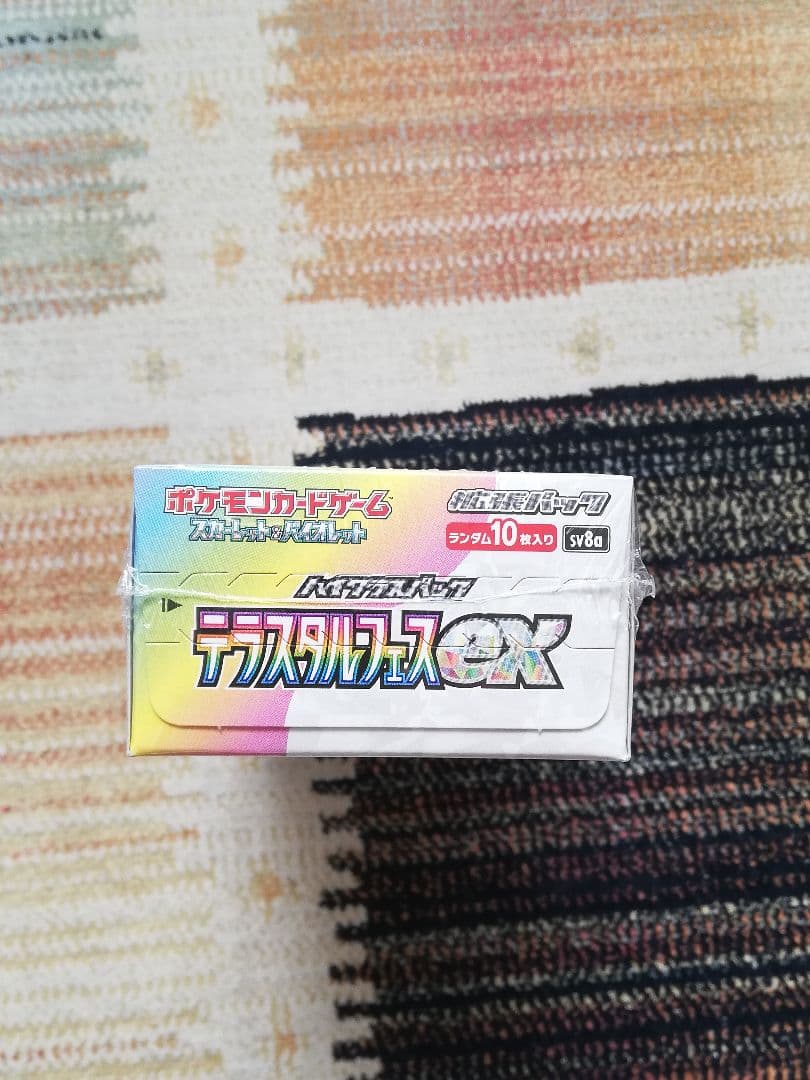 ポケモンカードゲーム
スカーレット&バイオレット
拡張パック
ランダム10枚入り
sv8a
ハイクラスパック
テラスタルフェスex